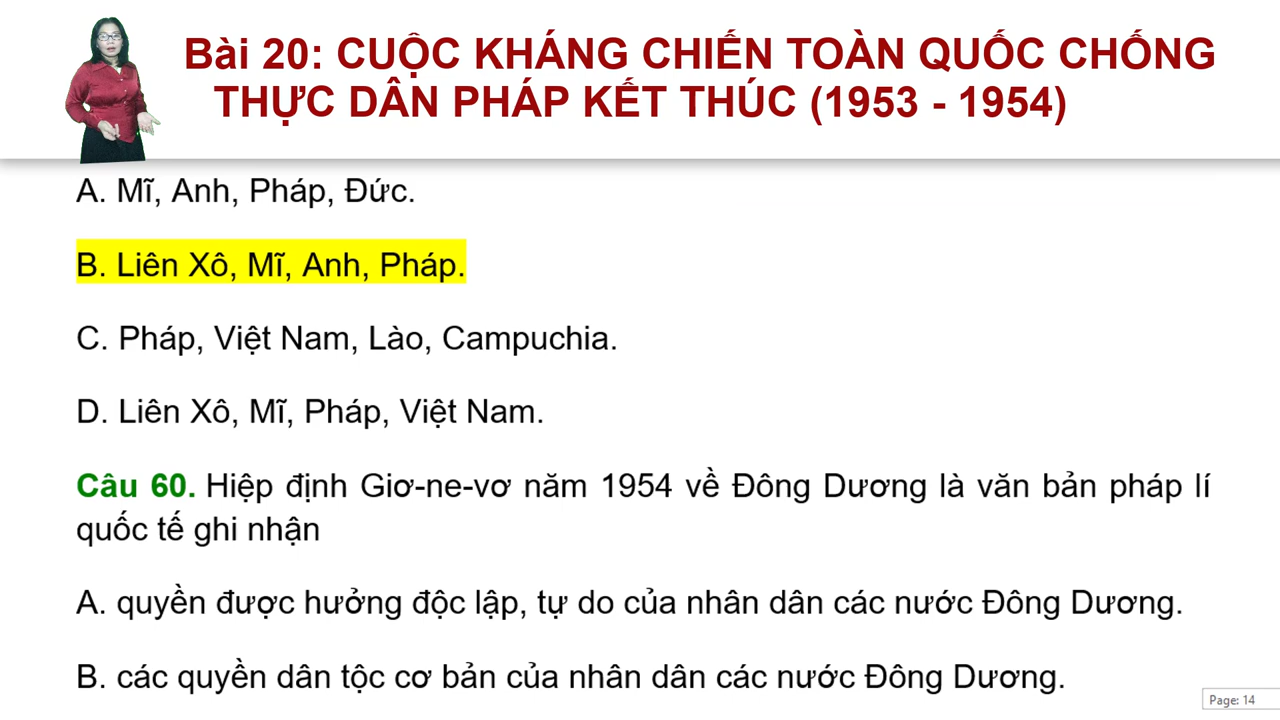 Bài 20: CUỘC KHÁNG CHIẾN TOÀN QUỐC CHỐNG
THỰC DÂN PHÁP KẾT THÚC (1953 - 1954)
A. Mĩ, Anh, Pháp, Đức.
B. Liên Xô, Mĩ, Anh, Pháp.
C. Pháp, Việt Nam, Lào, Campuchia.
D. Liên Xô, Mĩ, Pháp, Việt Nam.
Câu 60. Hiệp định Giơ-ne-vơ năm 1954 về Đông Dương là văn bản pháp lí
quốc tế ghi nhận
A. quyền được hưởng độc lập, tự do của nhân dân các nước Đông Dương.
B. các quyền dân tộc cơ bản của nhân dân các nước Đông Dương.
Page: 14